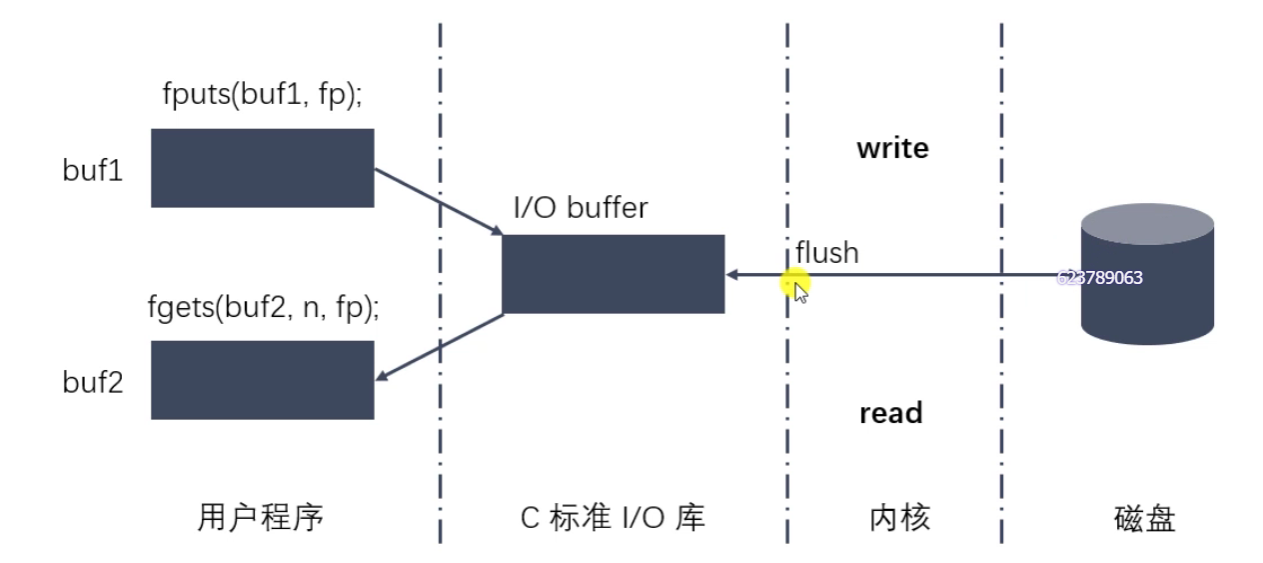 fputs(buf1, fp);
buf1
write
I/O buffer
flush
623789063
fgets(buf2, n, fp);
buf2
read
用户程序
C 标准 I/O 库
内核
磁盘